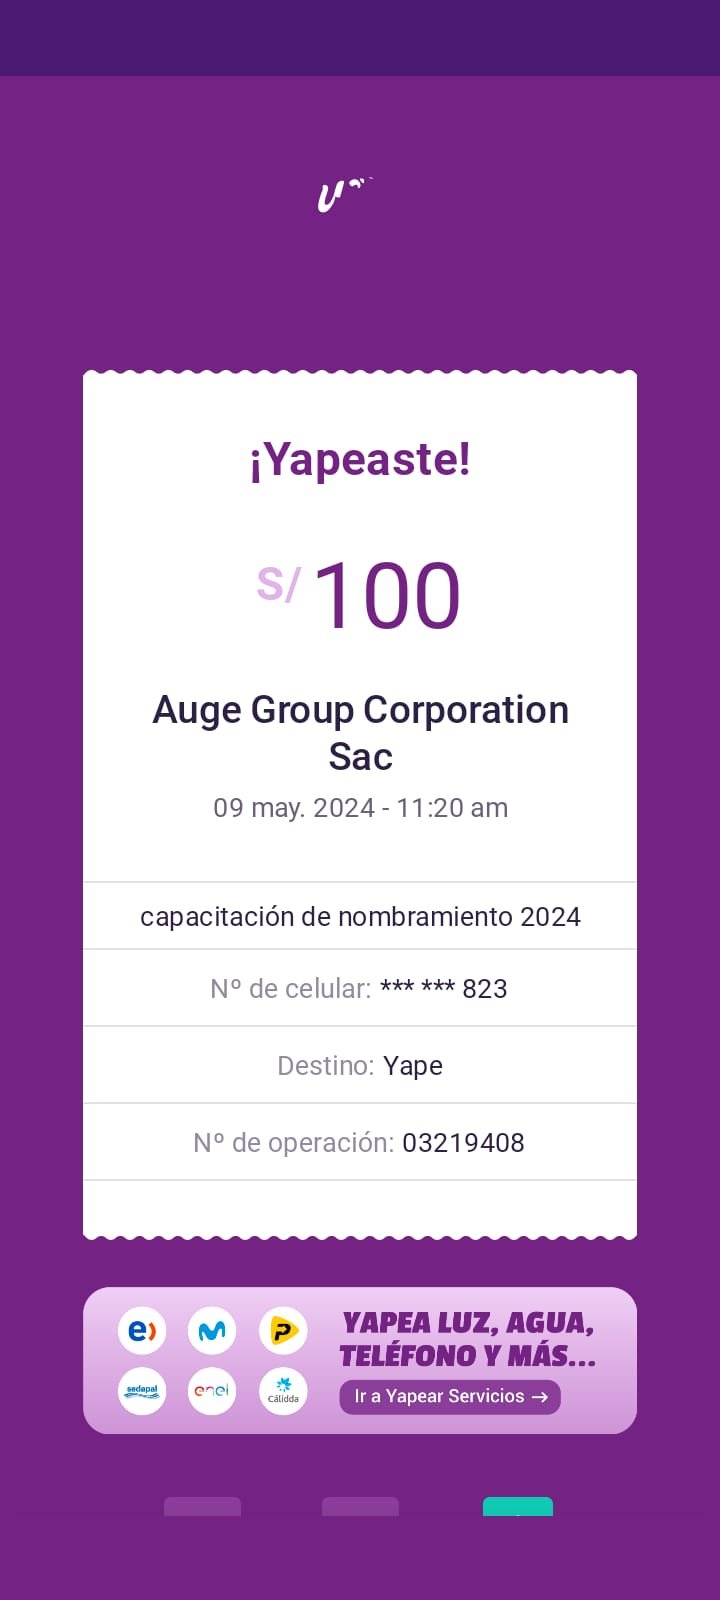 ¡Yapeaste!
S/ 100
Auge Group Corporation
Sac
09 may. 2024 - 11:20 am
capacitación de nombramiento 2024
Nº de celular: *** *** 823
Destino: Yape
Nº de operación: 03219408
e)
P
YAPEA LUZ, AGUA,
TELÉFONO Y MÁS...
sedapal
enel
Cálidda
Ir a Yapear Servicios →